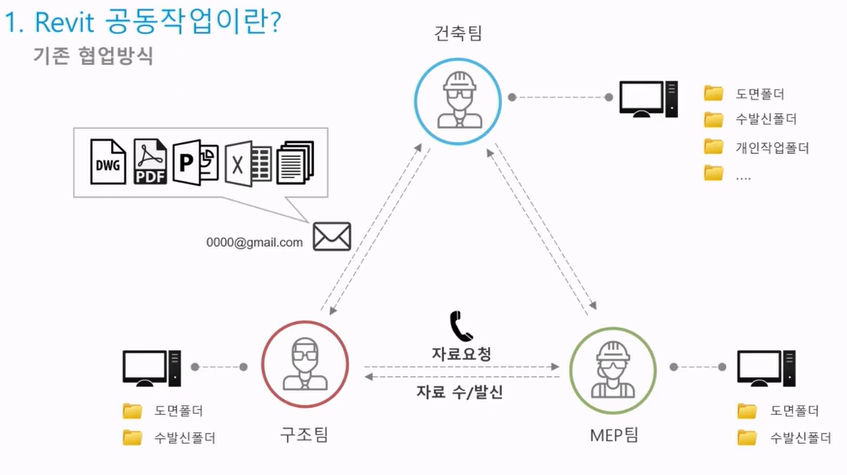 1. Revit 공동작업이란?
기존 협업방식
건축팀
도면폴더
수발신폴더
개인작업폴더
....
DWG
PDF
P
X
0000@gmail.com
자료요청
자료 수/발신
구조팀
도면폴더
수발신폴더
MEP팀
도면폴더
수발신폴더